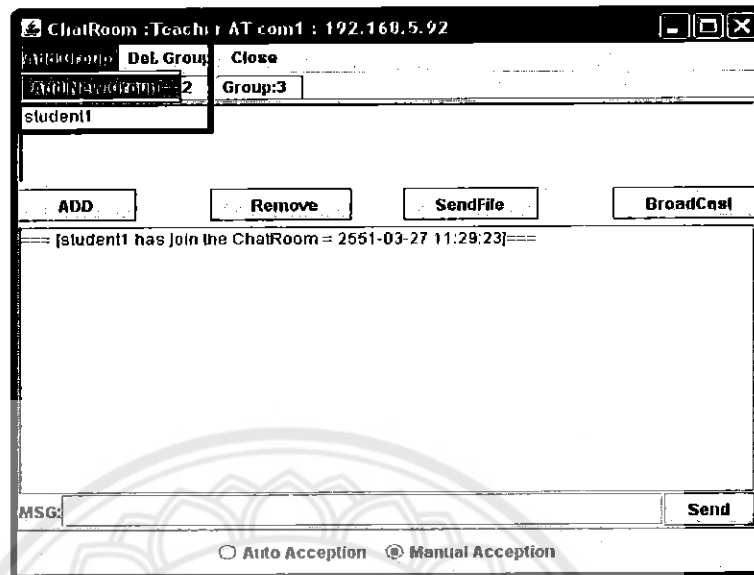 ChatRoom :Teacher AT com1 : 192.168.5.92
Add Group Del. Group Close
Add New Group 2 Group:3
student1
ADD Remove SendFile BroadCast
=== [student1 has join the ChatRoom = 2551-03-27 11:29:23]===
MSG: Send
Auto Acception Manual Acception